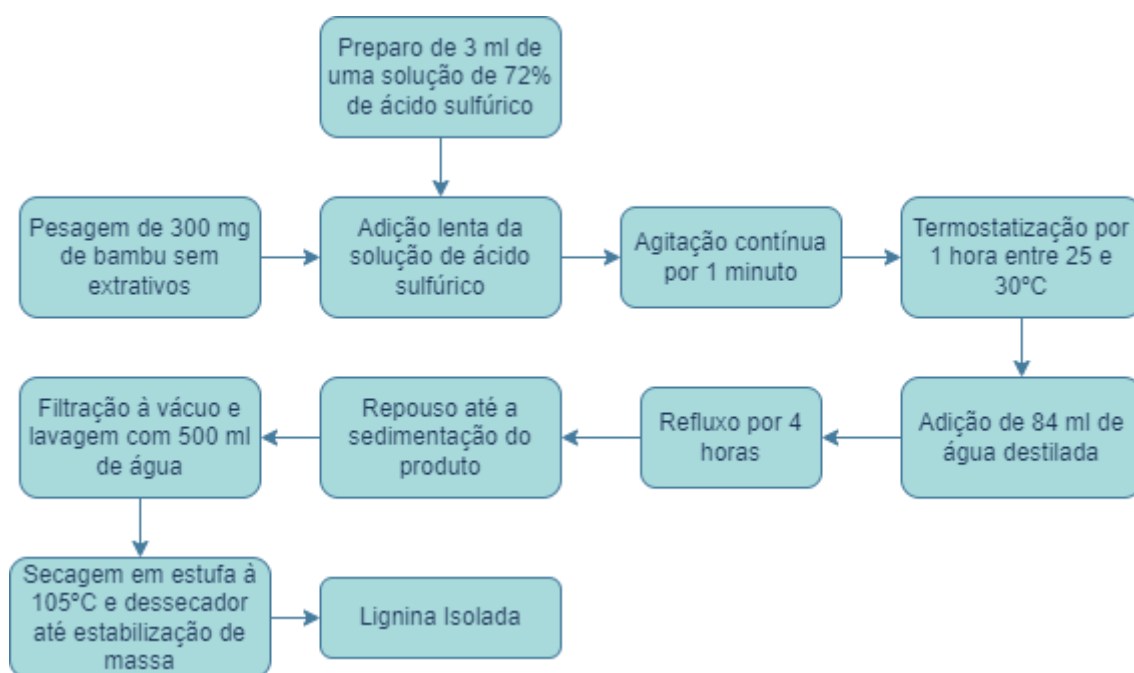 Preparo de 3 ml de
uma solução de 72%
de ácido sulfúrico
Pesagem de 300 mg
de bambu sem
extrativos
Adição lenta da
solução de ácido
sulfúrico
Agitação contínua
por 1 minuto
Termostatização por
1 hora entre 25 e
30ºC
Adição de 84 ml de
água destilada
Refluxo por 4
horas
Repouso até a
sedimentação do
produto
Filtração à vácuo e
lavagem com 500 ml
de água
Secagem em estufa à
105ºC e dessecador
até estabilização de
massa
Lignina Isolada